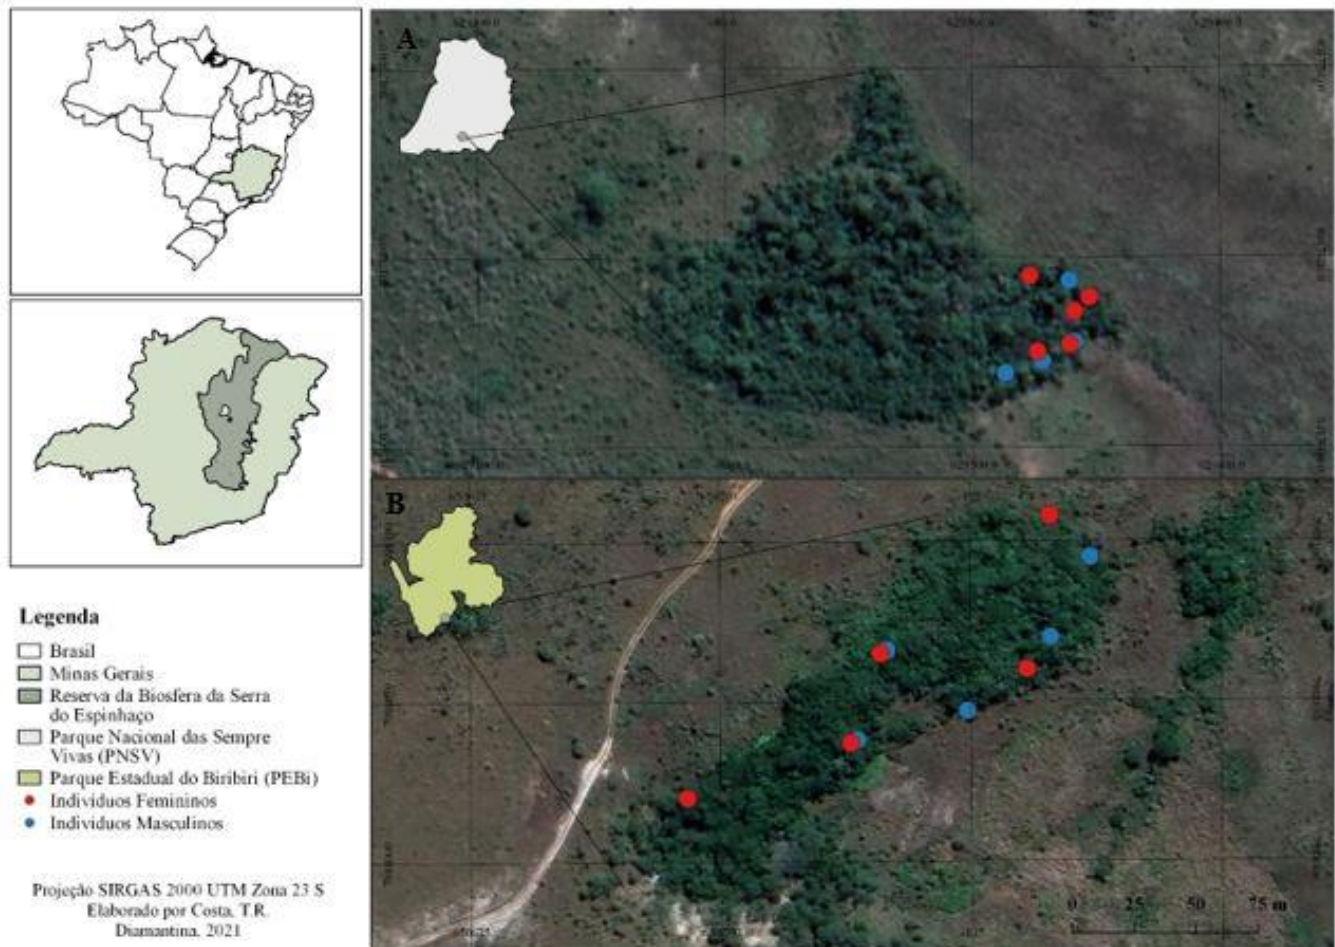 A
B
Legenda
Brasil
Minas Gerais
Reserva da Biosfera da Serra
do Espinhaço
Parque Nacional das Sempre
Vivas (PNSV)
Parque Estadual do Biribiri (PEBi)
Indivíduos Femininos
Indivíduos Masculinos
Projeção SIRGAS 2000 UTM Zona 23 S
Elaborado por Costa, T.R.
Diamantina, 2021
0 25 50 75 m